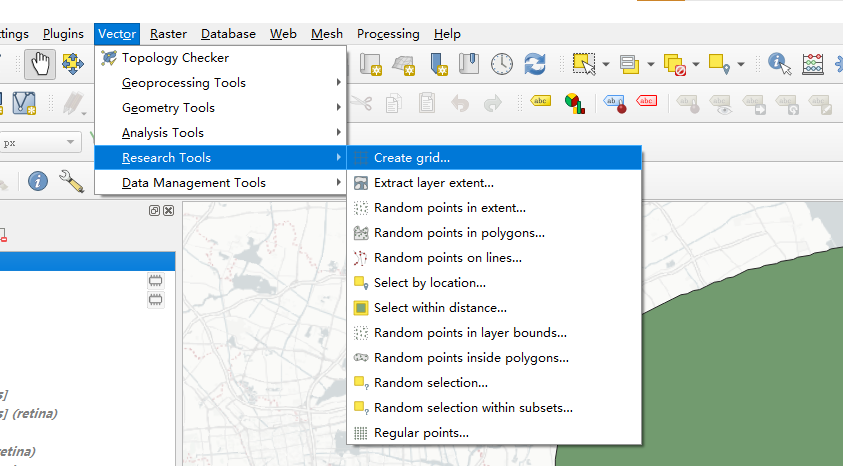 ttings Plugins Vector Raster Database Web Mesh Processing Help
Topology Checker
Geoprocessing Tools
Geometry Tools
Analysis Tools
Research Tools
Data Management Tools
px
Create grid...
Extract layer extent...
Random points in extent...
Random points in polygons...
Random points on lines...
Select by location...
Select within distance...
Random points in layer bounds...
Random points inside polygons...
Random selection...
Random selection within subsets...
Regular points...
abc
abc
s]
s] (retina)
etina)